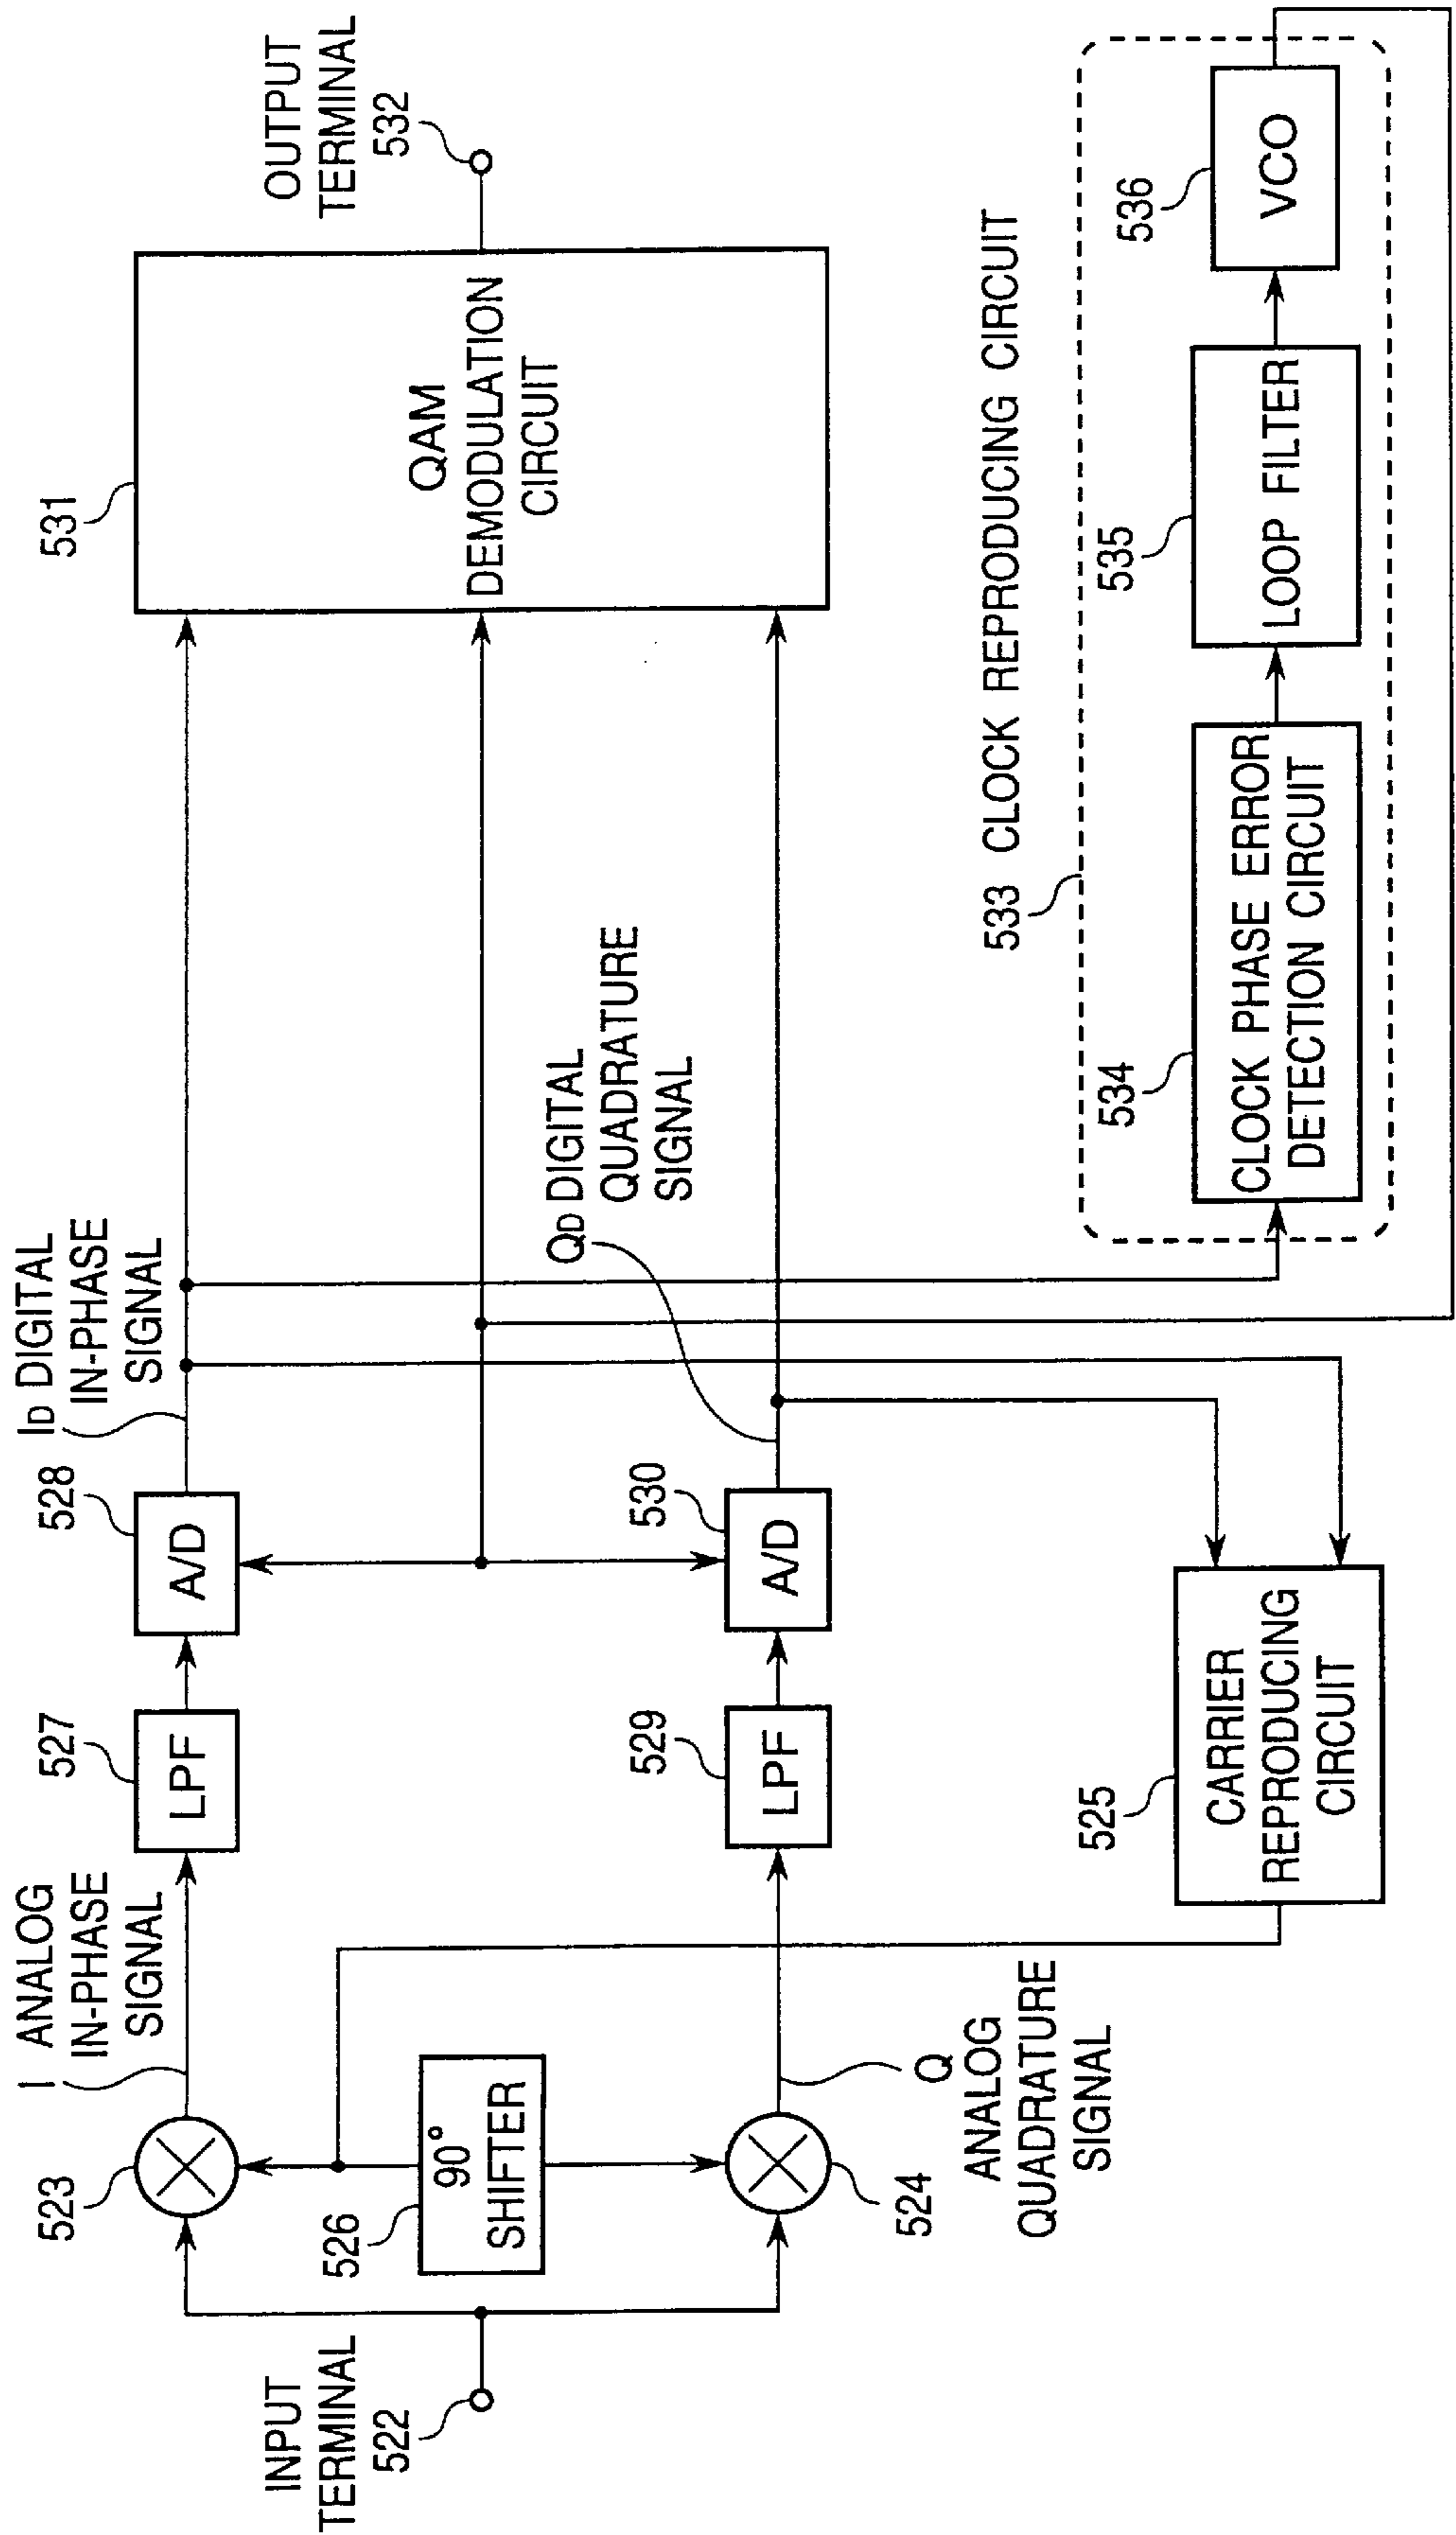 INPUT
TERMINAL
522
523
I ANALOG
IN-PHASE
SIGNAL
526
90°
SHIFTER
524
Q
ANALOG
QUADRATURE
SIGNAL
527
LPF
529
LPF
528
A/D
530
A/D
ID DIGITAL
IN-PHASE
SIGNAL
QD DIGITAL
QUADRATURE
SIGNAL
525
CARRIER
REPRODUCING
CIRCUIT
531
QAM
DEMODULATION
CIRCUIT
OUTPUT
TERMINAL
532
533 CLOCK REPRODUCING CIRCUIT
534
CLOCK PHASE ERROR
DETECTION CIRCUIT
535
LOOP FILTER
536
VCO